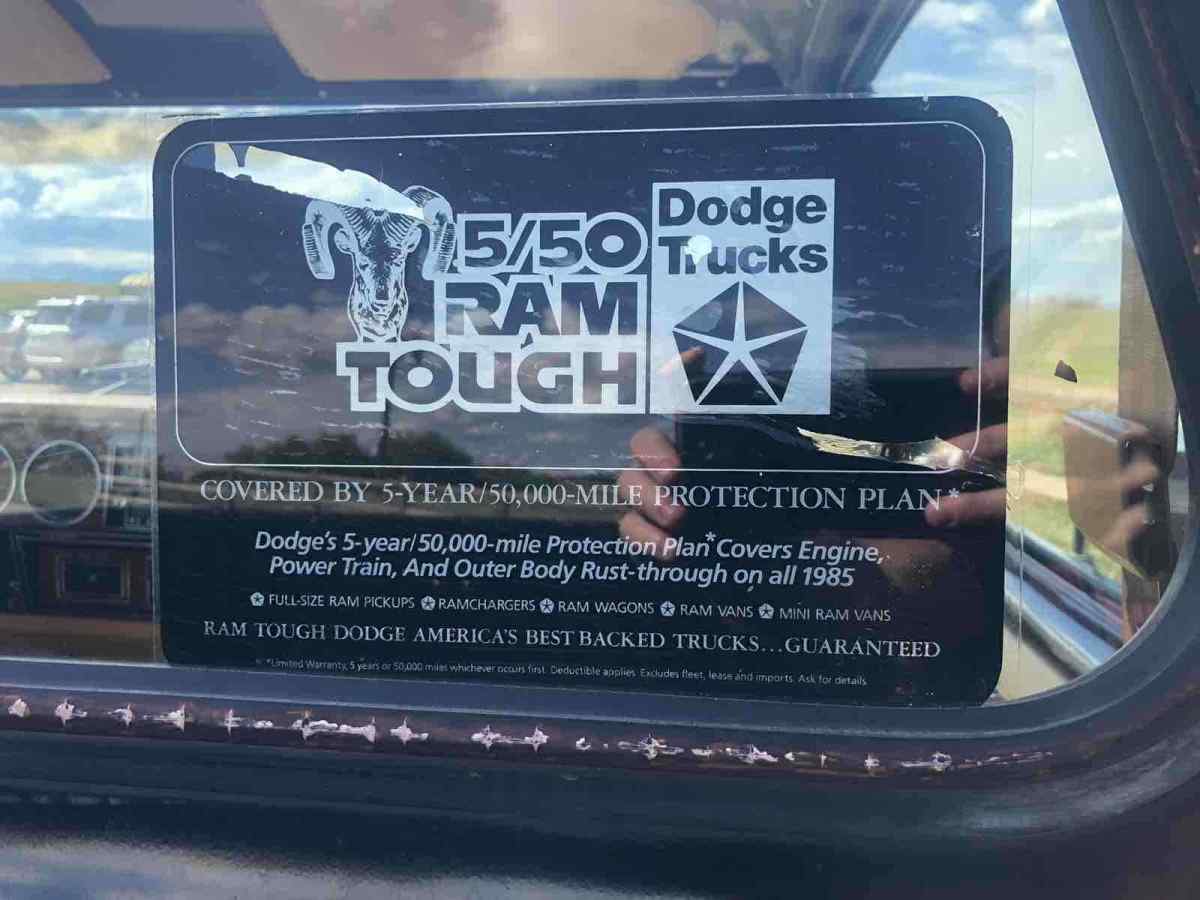 5/50
RAM
TOUGH
Dodge
Trucks
COVERED BY 5-YEAR/50,000-MILE PROTECTION PLAN*
Dodge's 5-year/50,000-mile Protection Plan* Covers Engine,
Power Train, And Outer Body Rust-through on all 1985
FULL-SIZE RAM PICKUPS RAMCHARGERS RAM WAGONS RAM VANS MINI RAM VANS
RAM TOUGH DODGE AMERICA'S BEST BACKED TRUCKS...GUARANTEED
*Limited Warranty, 5 years or 50,000 miles whichever occurs first. Deductible applies. Excludes fleet, lease and imports. Ask for details.